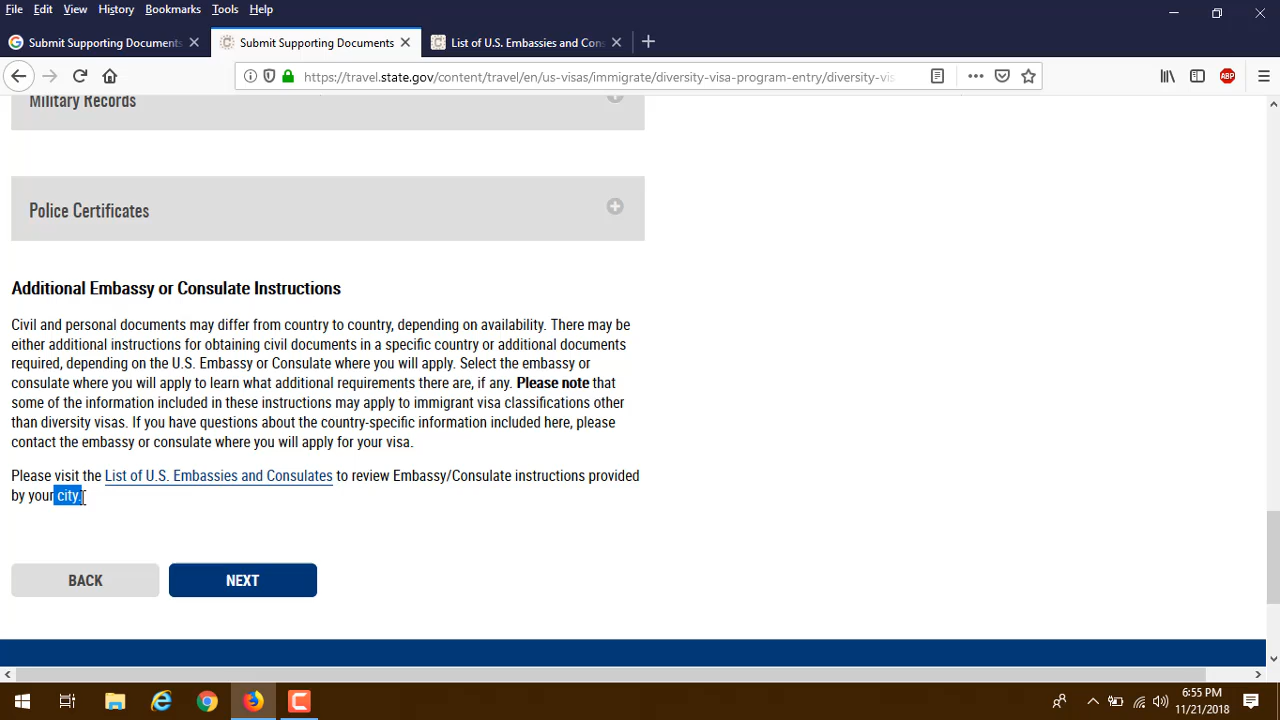 File Edit View History Bookmarks Tools Help
Submit Supporting Documents
Submit Supporting Documents
List of U.S. Embassies and Cons
https://travel.state.gov/content/travel/en/us-visas/immigrate/diversity-visa-program-entry/diversity-vis
ABP
Military Records
Police Certificates
Additional Embassy or Consulate Instructions
Civil and personal documents may differ from country to country, depending on availability. There may be
either additional instructions for obtaining civil documents in a specific country or additional documents
required, depending on the U.S. Embassy or Consulate where you will apply. Select the embassy or
consulate where you will apply to learn what additional requirements there are, if any. Please note that
some of the information included in these instructions may apply to immigrant visa classifications other
than diversity visas. If you have questions about the country-specific information included here, please
contact the embassy or consulate where you will apply for your visa.
Please visit the List of U.S. Embassies and Consulates to review Embassy/Consulate instructions provided
by your city.
BACK
NEXT
6:55 PM
11/21/2018